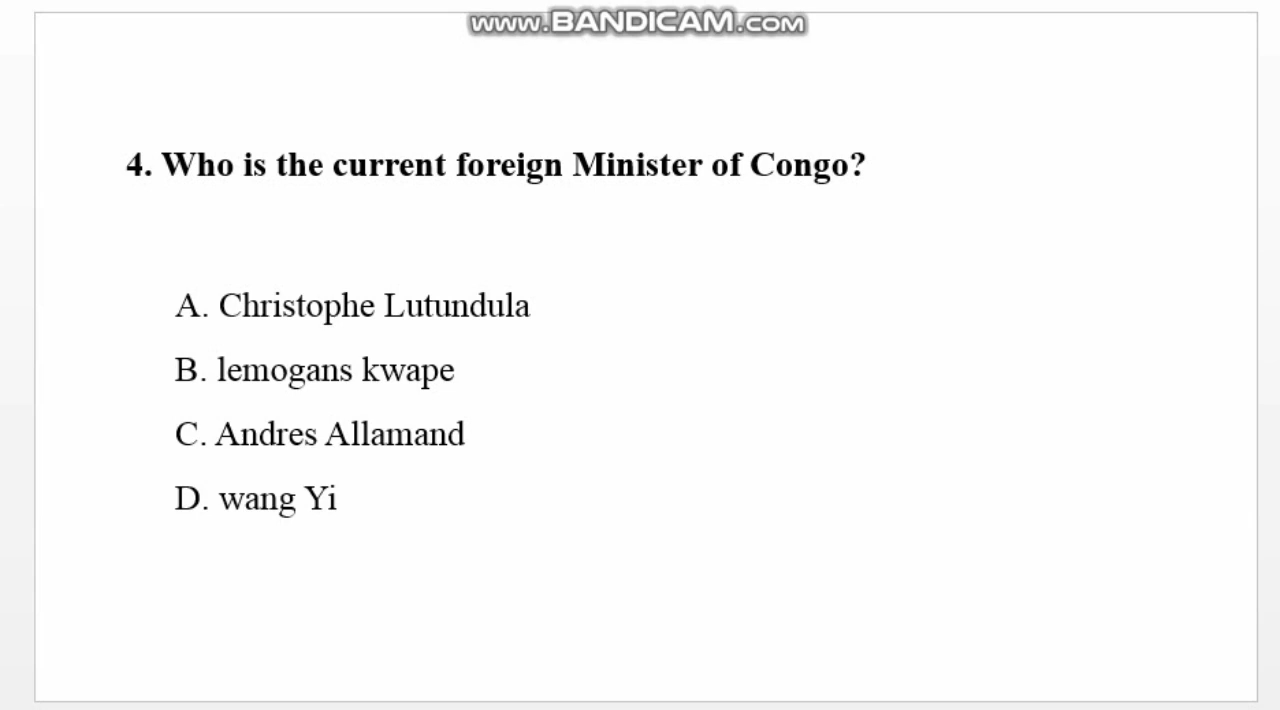 www.BANDICAM.com
4. Who is the current foreign Minister of Congo?
A. Christophe Lutundula
B. lemogans kwape
C. Andres Allamand
D. wang Yi